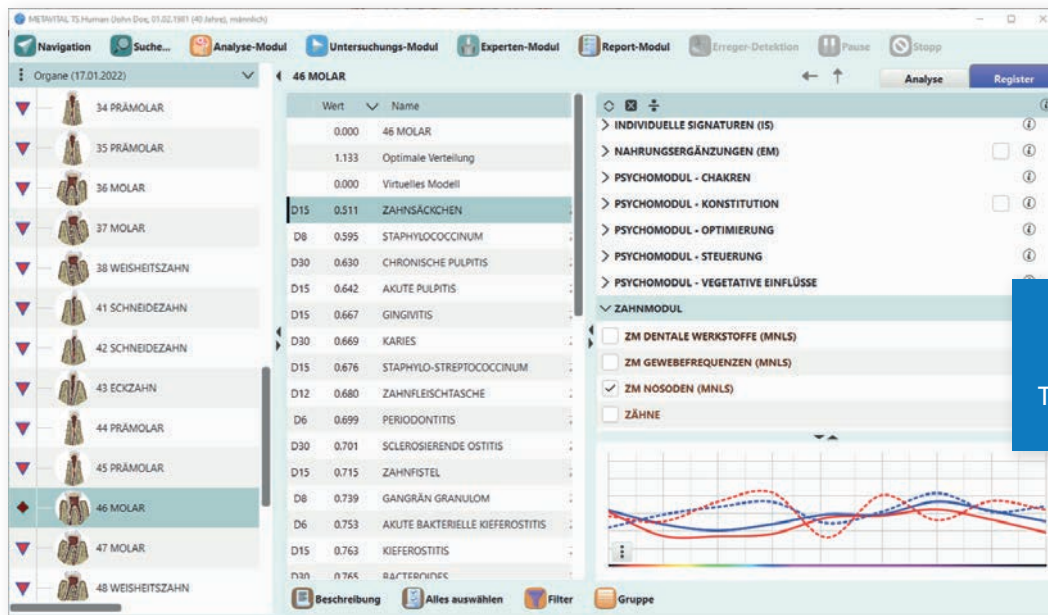 METAVITAL TS.Human (John Doe, 01.02.1981 (40 Jahre), männlich)
Navigation Suche... Analyse-Modul Untersuchungs-Modul Experten-Modul Report-Modul Erreger-Detektion Pause Stopp
Organe (17.01.2022)
34 PRÄMOLAR
35 PRÄMOLAR
36 MOLAR
37 MOLAR
38 WEISHEITSZAHN
41 SCHNEIDEZAHN
42 SCHNEIDEZAHN
43 ECKZAHN
44 PRÄMOLAR
45 PRÄMOLAR
46 MOLAR
47 MOLAR
48 WEISHEITSZAHN
46 MOLAR
Wert Name
0.000 46 MOLAR
1.133 Optimale Verteilung
0.000 Virtuelles Modell
D15 0.511 ZAHNSÄCKCHEN
D8 0.595 STAPHYLOCOCCINUM
D30 0.630 CHRONISCHE PULPITIS
D15 0.642 AKUTE PULPITIS
D15 0.667 GINGIVITIS
D30 0.669 KARIES
D15 0.676 STAPHYLO-STREPTOCOCCINUM
D12 0.680 ZAHNFLEISCHTASCHE
D6 0.699 PERIODONTITIS
D30 0.701 SCLEROSIERENDE OSTITIS
D15 0.715 ZAHNFISTEL
D8 0.739 GANGRÄN GRANULOM
D6 0.753 AKUTE BAKTERIELLE KIEFEROSTITIS
D15 0.763 KIEFEROSTITIS
D30 0.765 BACTEROIDES
Analyse Register
INDIVIDUELLE SIGNATUREN (IS)
NAHRUNGSERGÄNZUNGEN (EM)
PSYCHOMODUL - CHAKREN
PSYCHOMODUL - KONSTITUTION
PSYCHOMODUL - OPTIMIERUNG
PSYCHOMODUL - STEUERUNG
PSYCHOMODUL - VEGETATIVE EINFLÜSSE
ZAHNMODUL
ZM DENTALE WERKSTOFFE (MNLS)
ZM GEWEBEFREQUENZEN (MNLS)
ZM NOSODEN (MNLS)
ZÄHNE
T
Beschreibung Alles auswählen Filter Gruppe